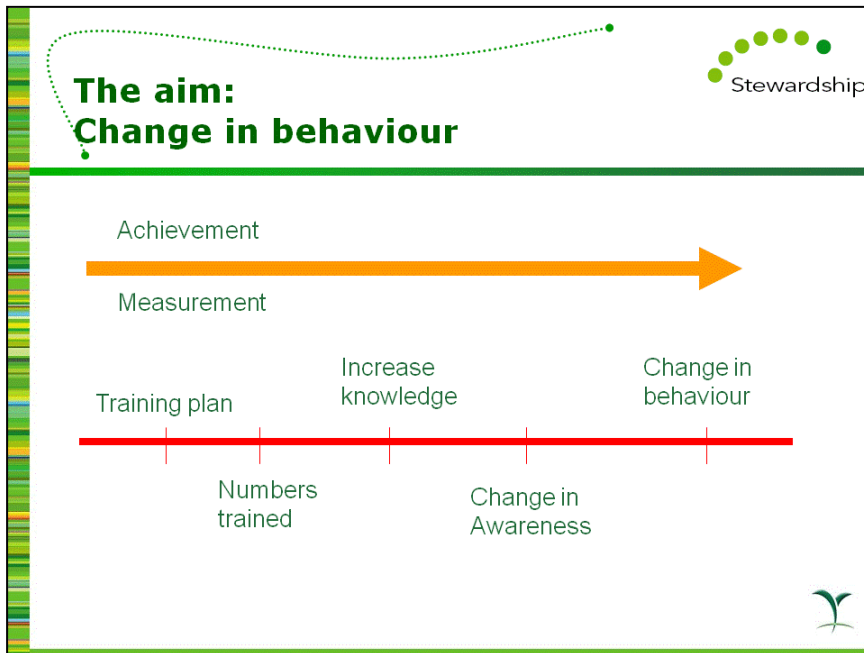 The aim:
Change in behaviour
Stewardship
Achievement
Measurement
Training plan
Numbers
trained
Increase
knowledge
Change in
Awareness
Change in
behaviour